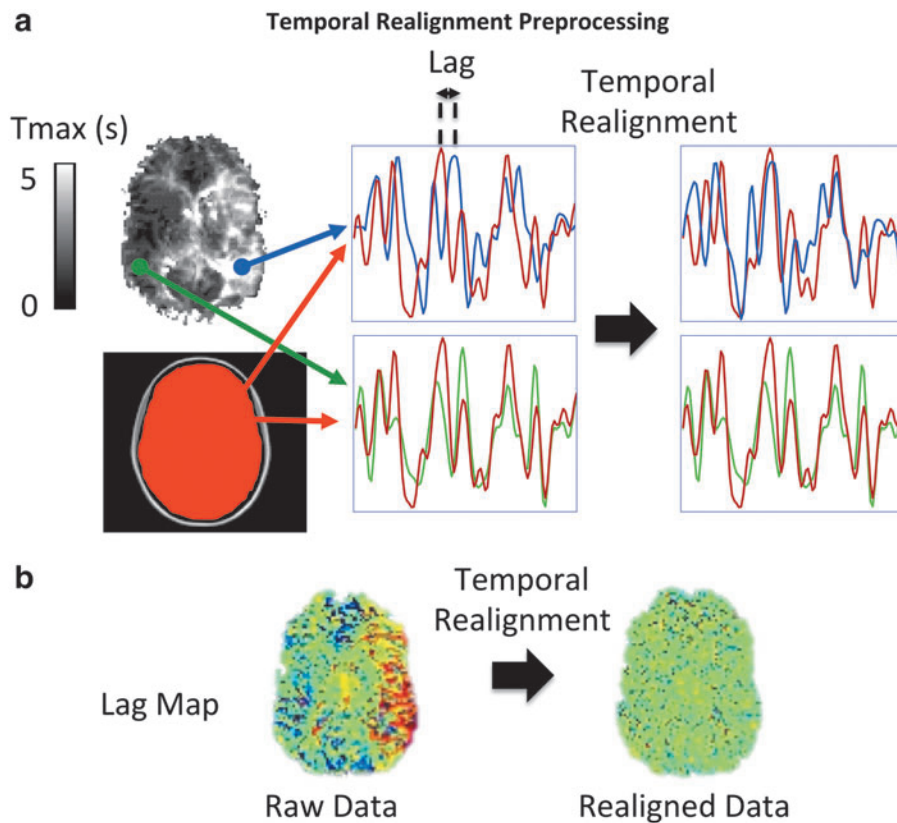 a
Temporal Realignment Preprocessing
Lag
Temporal
Realignment
Tmax (s)
5
0
b
Temporal
Realignment
Lag Map
Raw Data
Realigned Data